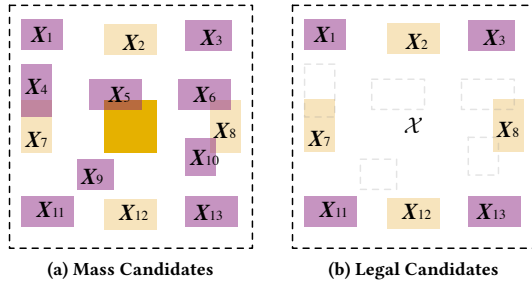 X1 X2 X3
X4 X5 X6
X7 X8
X10
X9
X11 X12 X13
(a) Mass Candidates
X1 X2 X3
𝒳
X7 X8
X11 X12 X13
(b) Legal Candidates